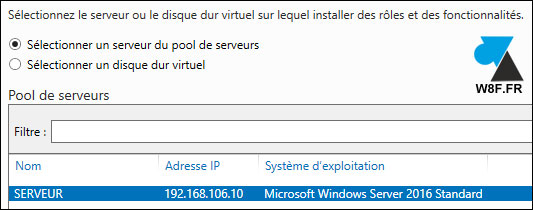 Sélectionnez le serveur ou le disque dur virtuel sur lequel installer des rôles et des fonctionnalités.
Sélectionner un serveur du pool de serveurs
Sélectionner un disque dur virtuel
W8F.FR
Pool de serveurs
Filtre :
Nom Adresse IP Système d'exploitation
SERVEUR 192.168.106.10 Microsoft Windows Server 2016 Standard